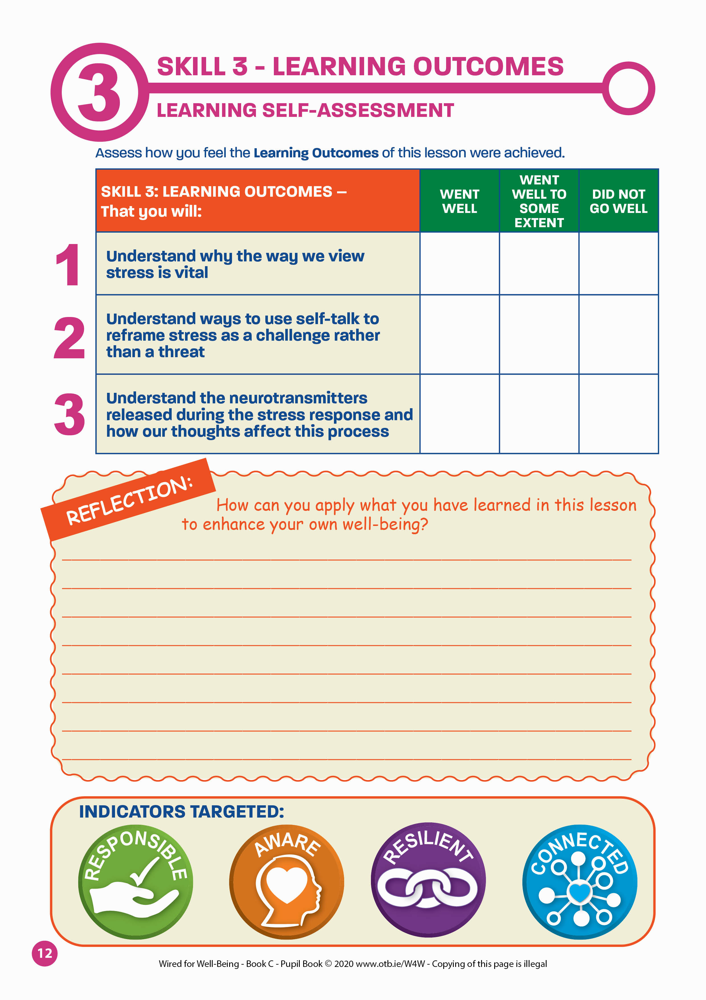 3
SKILL 3 - LEARNING OUTCOMES
LEARNING SELF-ASSESSMENT
Assess how you feel the Learning Outcomes of this lesson were achieved.
SKILL 3: LEARNING OUTCOMES –
That you will:
WENT
WELL
WENT
WELL TO
SOME
EXTENT
DID NOT
GO WELL
1
Understand why the way we view
stress is vital
2
Understand ways to use self-talk to
reframe stress as a challenge rather
than a threat
3
Understand the neurotransmitters
released during the stress response and
how our thoughts affect this process
REFLECTION:
How can you apply what you have learned in this lesson
to enhance your own well-being?
INDICATORS TARGETED:
RESPONSIBLE
AWARE
RESILIENT
CONNECTED
12
Wired for Well-Being - Book C - Pupil Book © 2020 www.otb.ie/W4W - Copying of this page is illegal